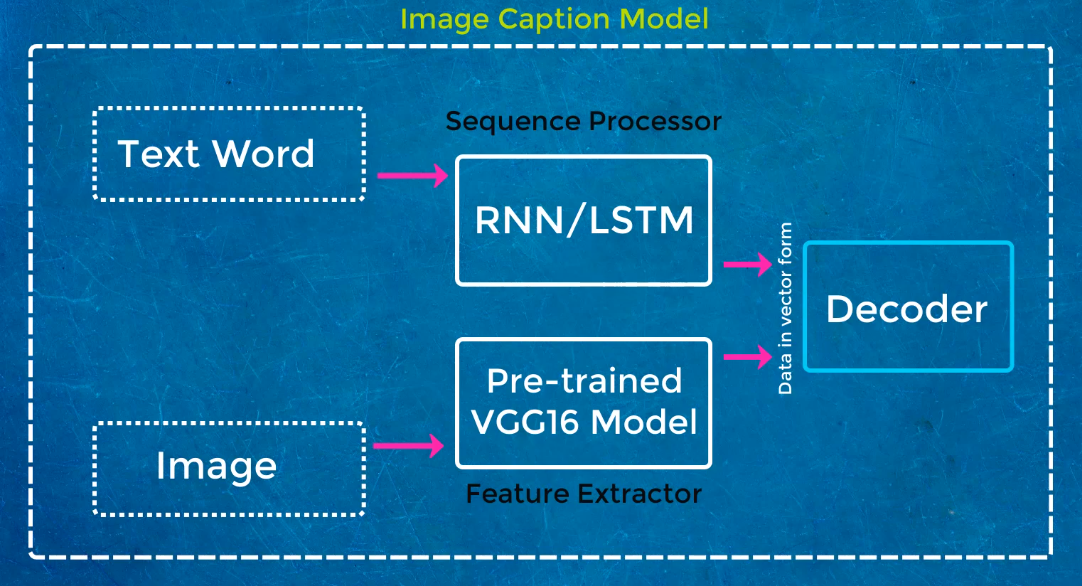 Image Caption Model
Text Word
Sequence Processor
RNN/LSTM
Data in vector form
Decoder
Pre-trained
VGG16 Model
Image
Feature Extractor